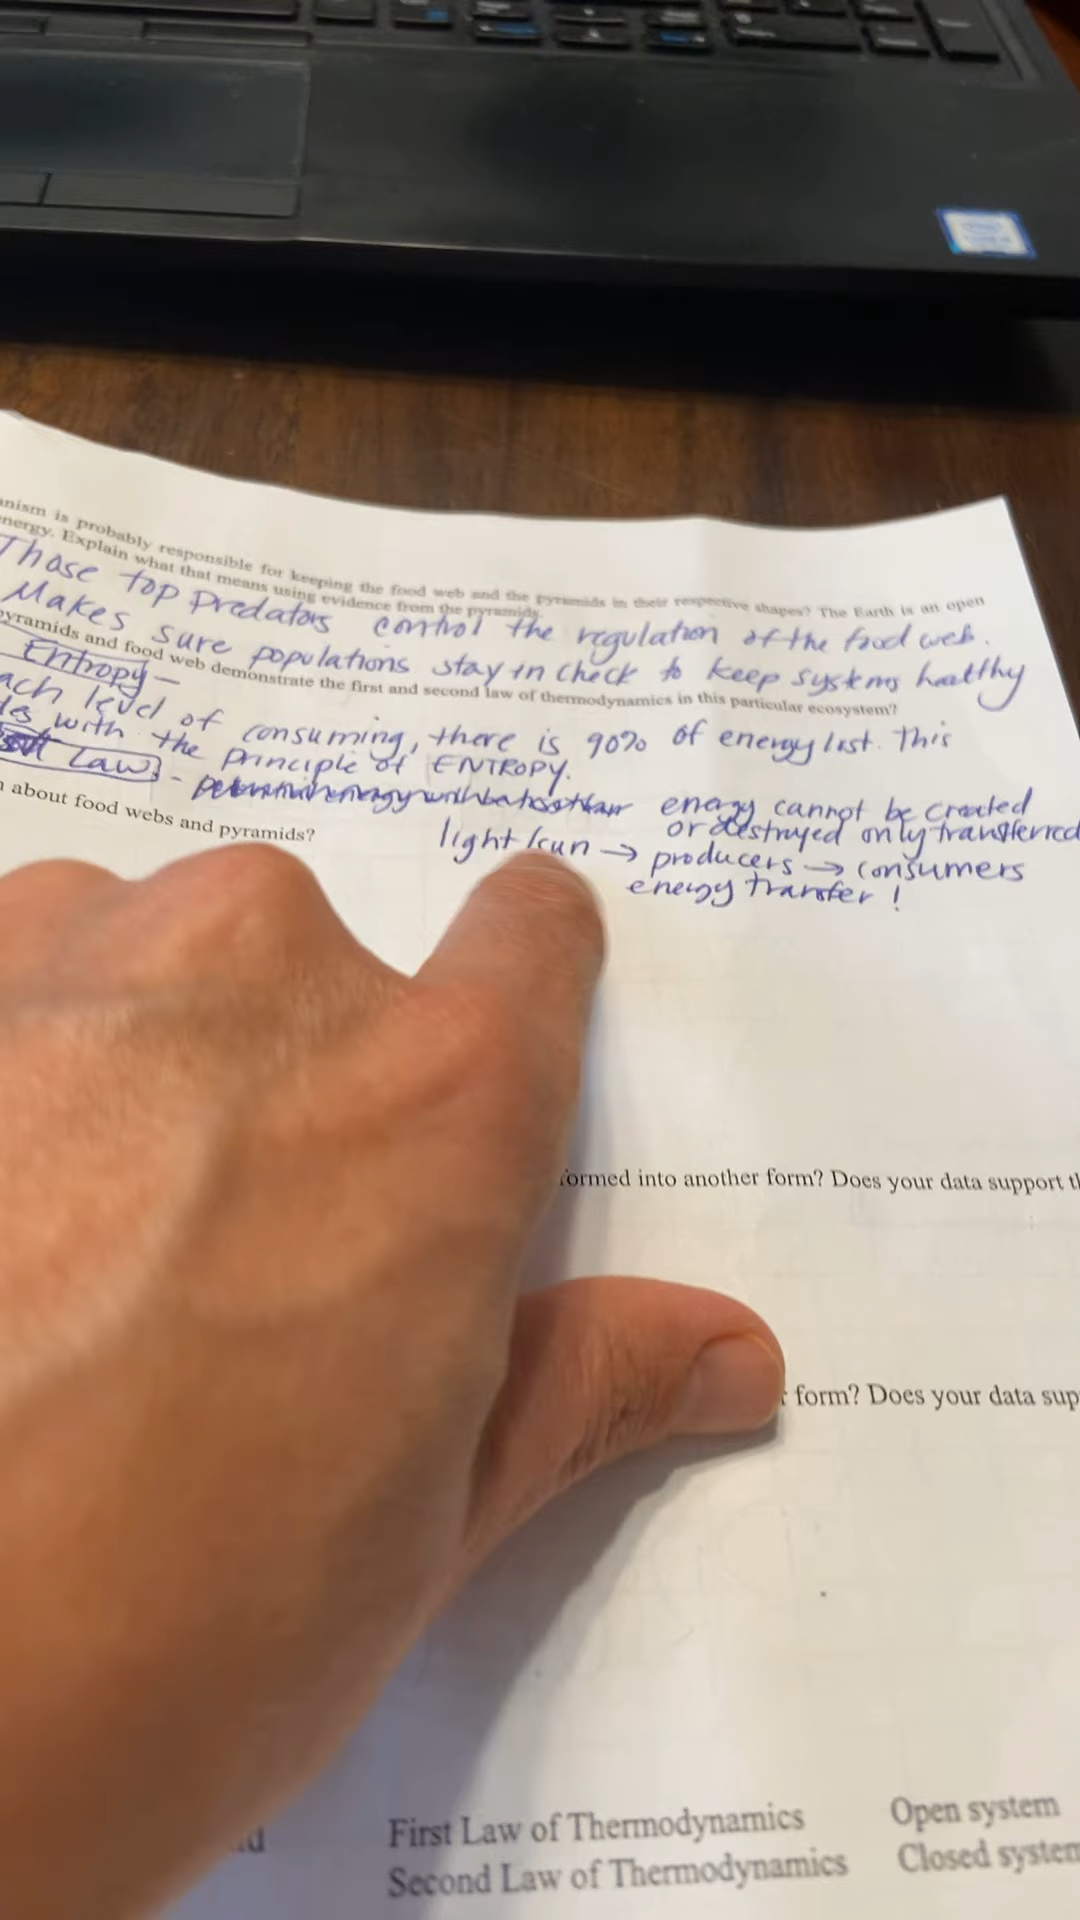 anism is probably responsible for keeping the food web and the pyramids in their respective shapes? The Earth is an open
energy. Explain what that means using evidence from the pyramids.
Those top predators control the regulation of the food web.
Makes sure populations stay in check to keep systems healthy
pyramids and food web demonstrate the first and second law of thermodynamics in this particular ecosystem?
Entropy -
ach level of consuming, there is 90% of energy lost. This
with the principle of ENTROPY.
Law - energy cannot be created
or destroyed only transferred
about food webs and pyramids?
light/sun → producers → consumers
energy transfer!
formed into another form? Does your data support th
form? Does your data sup
First Law of Thermodynamics Open system
Second Law of Thermodynamics Closed system